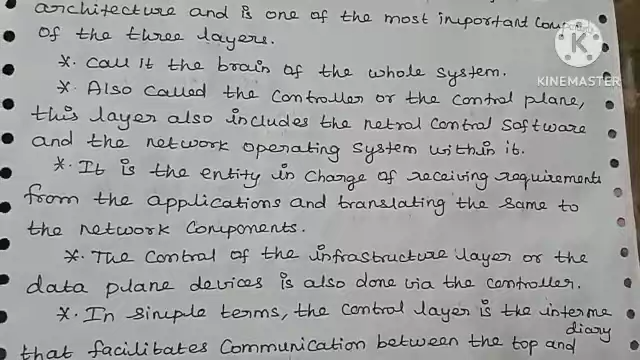 architecture and is one of the most important Comp
of the three layers.
*. Call it the brain of the whole system.
*. Also called the controller or the control plane,
this layer also includes the netral control software
and the network operating system within it.
*. It is the entity in charge of receiving requirements
from the applications and translating the same to
the network components.
*. The control of the infrastructure layer or the
data plane devices is also done via the controller.
*. In simple terms, the control layer is the interme
diary
that facilitates communication between the top and
K
KINEMASTER